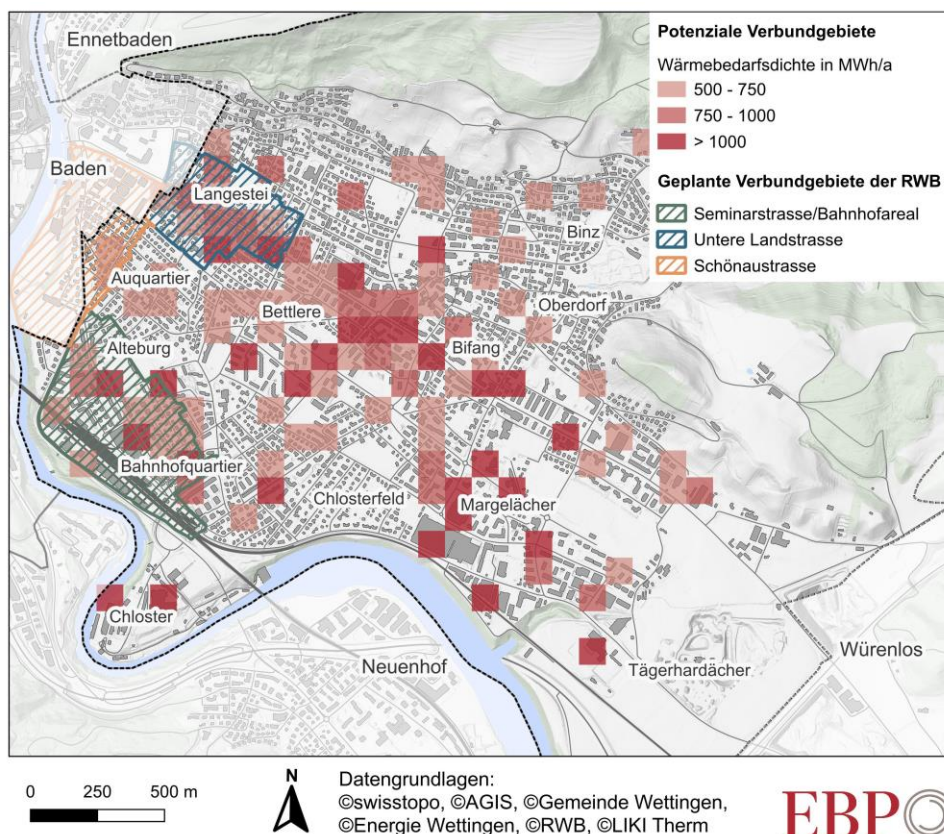 Potenziale Verbundgebiete
Wärmebedarfsdichte in MWh/a
500 - 750
750 - 1000
> 1000
Geplante Verbundgebiete der RWB
Seminarstrasse/Bahnhofareal
Untere Landstrasse
Schönaustrasse
Ennetbaden
Baden
Langestei
Binz
Auquartier
Bettlere
Oberdorf
Alteburg
Bifang
Bahnhofquartier
Chlosterfeld
Margelächer
Chloster
Neuenhof
Tägerhardächer
Würenlos
0 250 500 m
N
Datengrundlagen:
©swisstopo, ©AGIS, ©Gemeinde Wettingen,
©Energie Wettingen, ©RWB, ©LIKI Therm
EBP